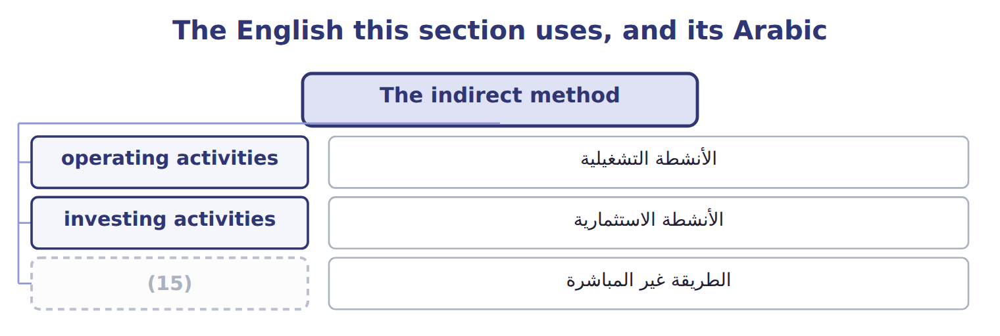 The English this section uses, and its Arabic
The indirect method
operating activities
الأنشطة التشغيلية
investing activities
الأنشطة الاستثمارية
(15)
الطريقة غير المباشرة